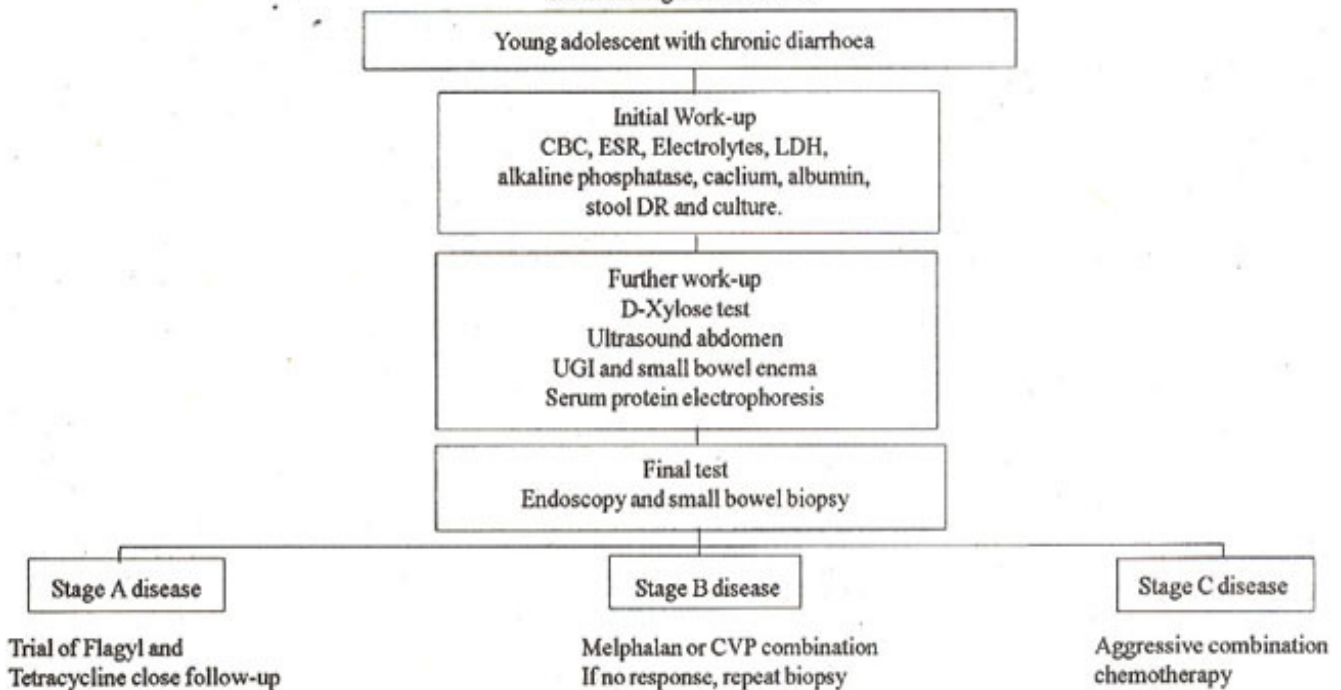 Young adolescent with chronic diarrhoea
Initial Work-up
CBC, ESR, Electrolytes, LDH,
alkaline phosphatase, caclium, albumin,
stool DR and culture.
Further work-up
D-Xylose test
Ultrasound abdomen
UGI and small bowel enema
Serum protein electrophoresis
Final test
Endoscopy and small bowel biopsy
Stage A disease
Trial of Flagyl and
Tetracycline close follow-up
Stage B disease
Melphalan or CVP combination
If no response, repeat biopsy
Stage C disease
Aggressive combination
chemotherapy